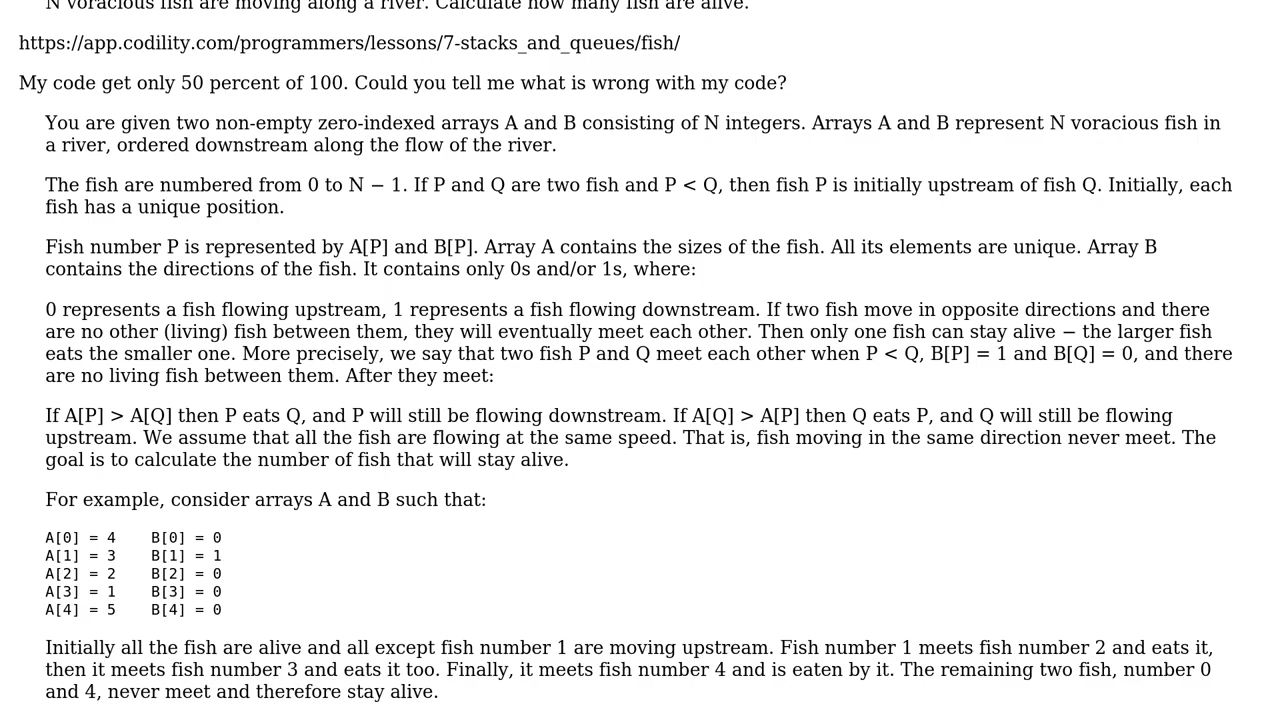 N voracious fish are moving along a river. Calculate how many fish are alive.
https://app.codility.com/programmers/lessons/7-stacks_and_queues/fish/
My code get only 50 percent of 100. Could you tell me what is wrong with my code?
You are given two non-empty zero-indexed arrays A and B consisting of N integers. Arrays A and B represent N voracious fish in
a river, ordered downstream along the flow of the river.
The fish are numbered from 0 to N − 1. If P and Q are two fish and P < Q, then fish P is initially upstream of fish Q. Initially, each
fish has a unique position.
Fish number P is represented by A[P] and B[P]. Array A contains the sizes of the fish. All its elements are unique. Array B
contains the directions of the fish. It contains only 0s and/or 1s, where:
0 represents a fish flowing upstream, 1 represents a fish flowing downstream. If two fish move in opposite directions and there
are no other (living) fish between them, they will eventually meet each other. Then only one fish can stay alive − the larger fish
eats the smaller one. More precisely, we say that two fish P and Q meet each other when P < Q, B[P] = 1 and B[Q] = 0, and there
are no living fish between them. After they meet:
If A[P] > A[Q] then P eats Q, and P will still be flowing downstream. If A[Q] > A[P] then Q eats P, and Q will still be flowing
upstream. We assume that all the fish are flowing at the same speed. That is, fish moving in the same direction never meet. The
goal is to calculate the number of fish that will stay alive.
For example, consider arrays A and B such that:
A[0] = 4    B[0] = 0
A[1] = 3    B[1] = 1
A[2] = 2    B[2] = 0
A[3] = 1    B[3] = 0
A[4] = 5    B[4] = 0
Initially all the fish are alive and all except fish number 1 are moving upstream. Fish number 1 meets fish number 2 and eats it,
then it meets fish number 3 and eats it too. Finally, it meets fish number 4 and is eaten by it. The remaining two fish, number 0
and 4, never meet and therefore stay alive.